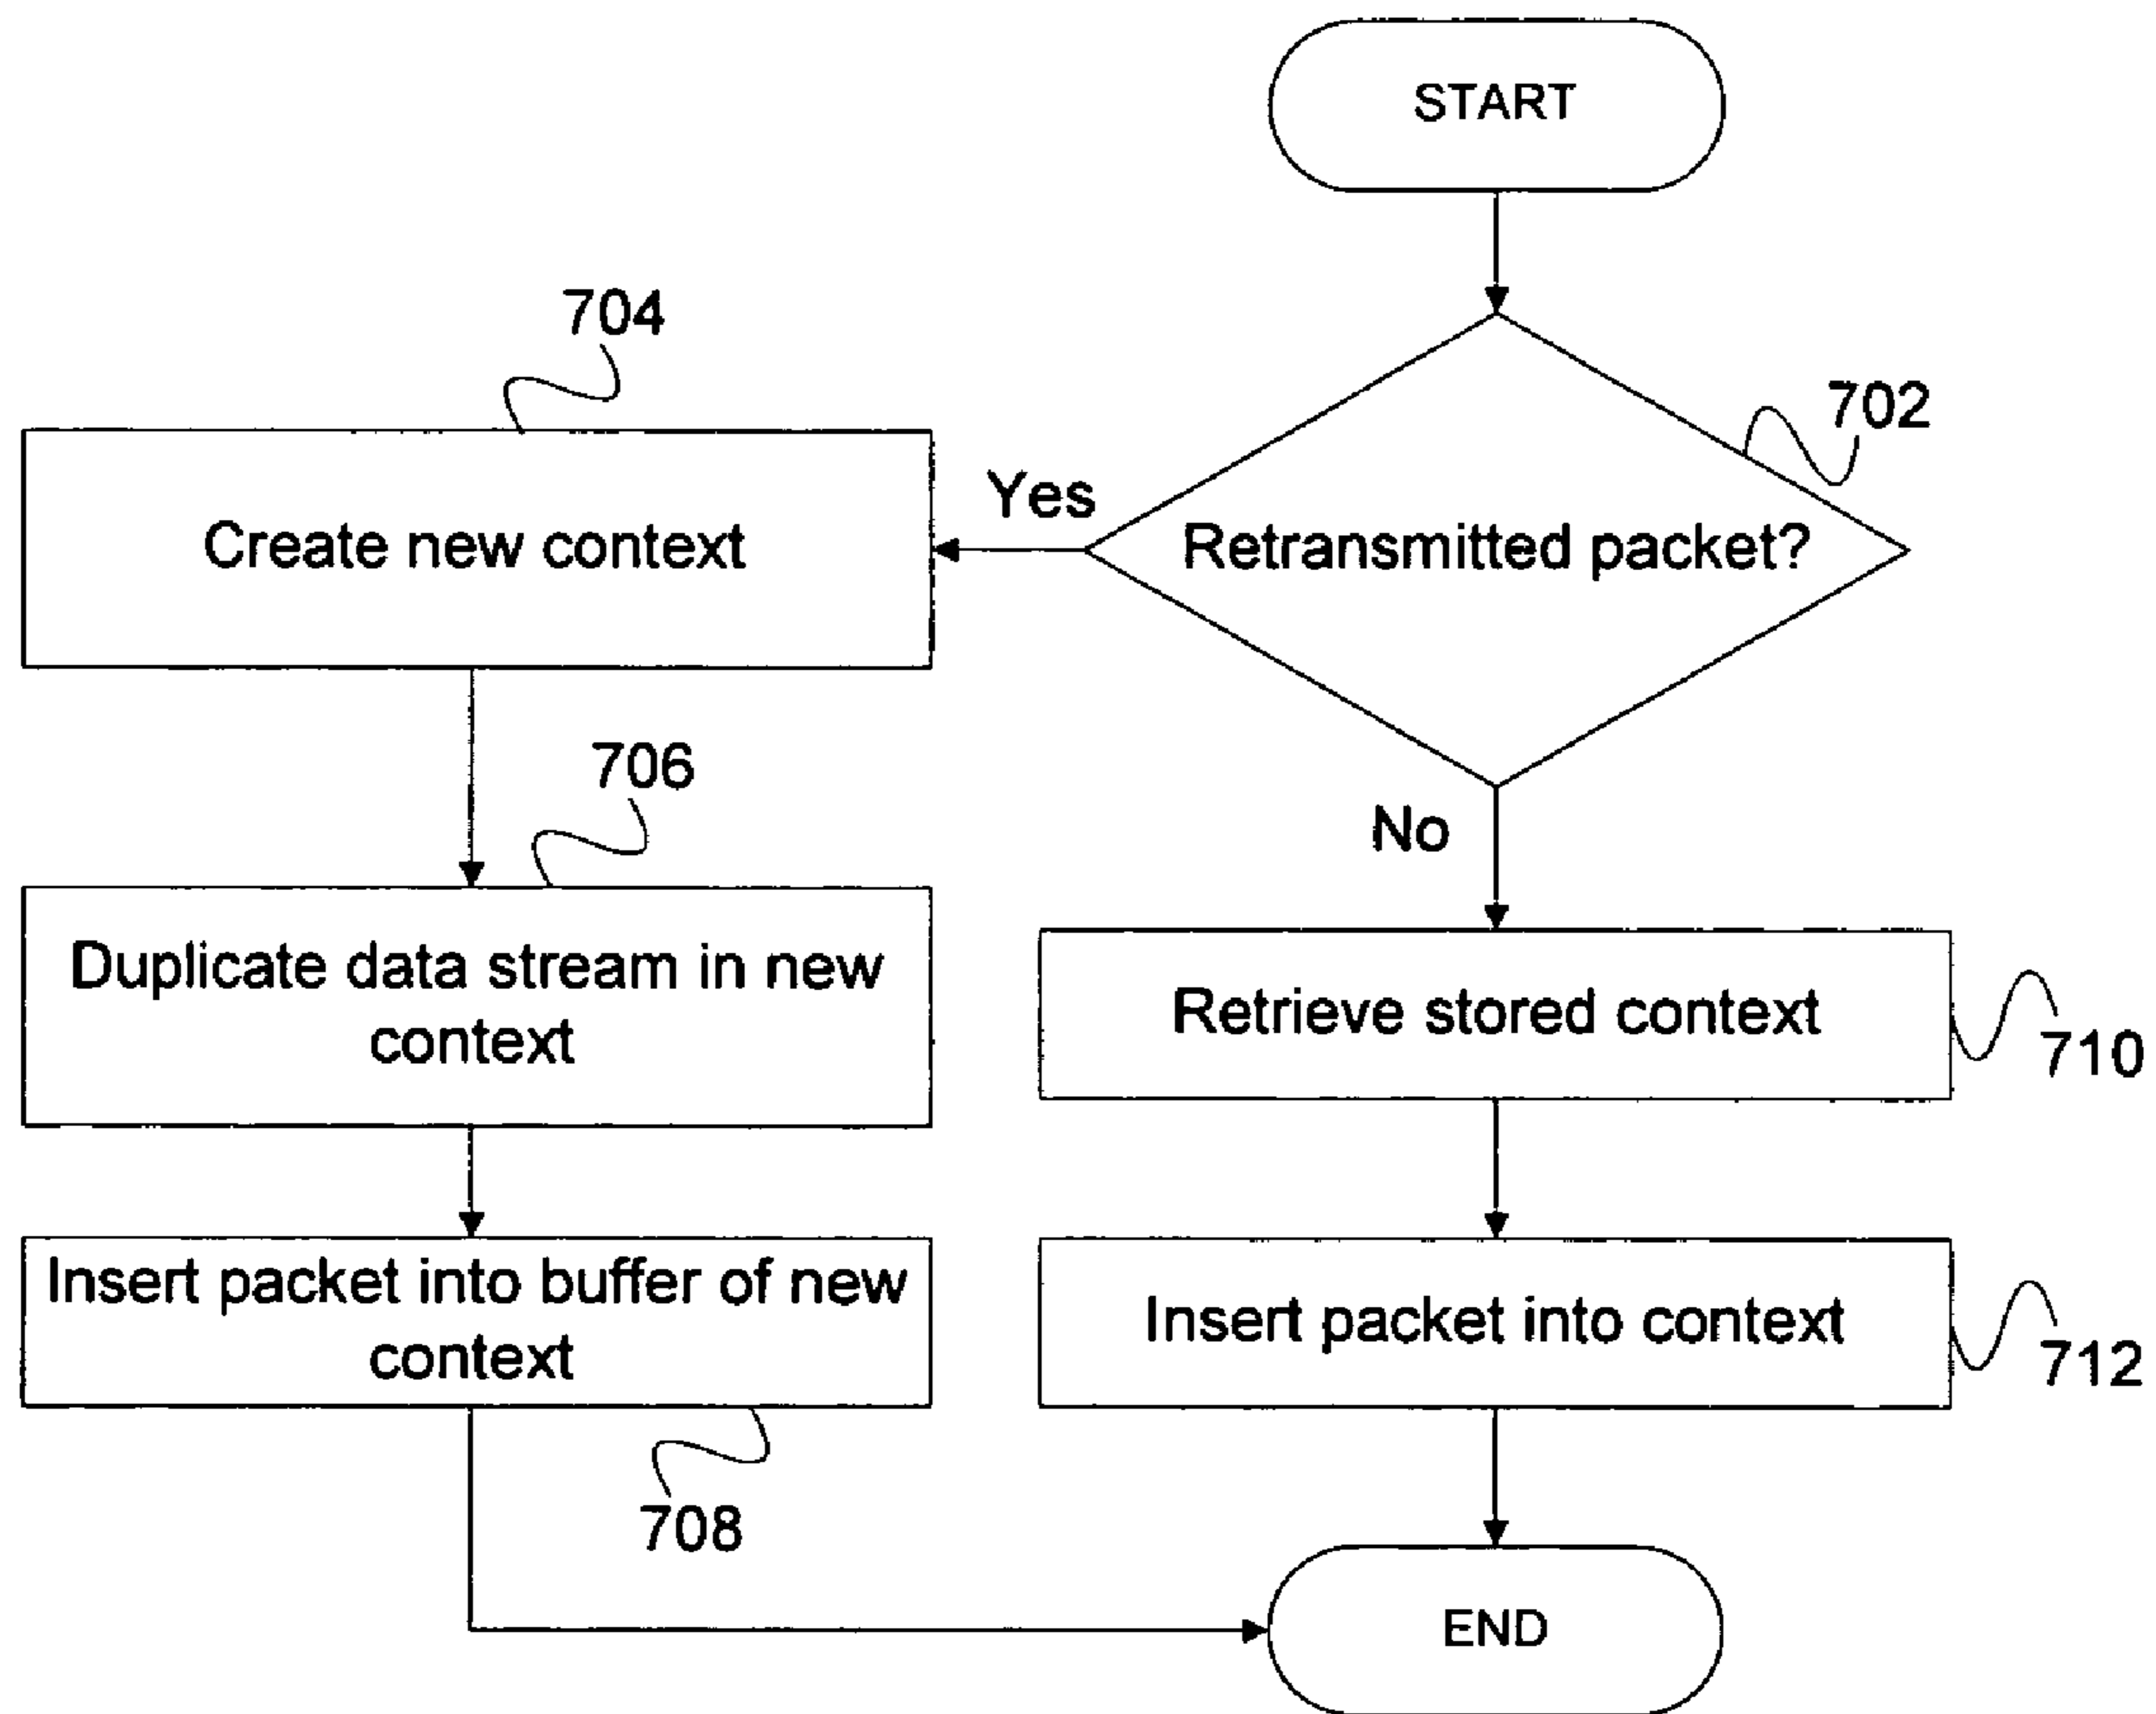 START
704
702
Yes
Create new context
Retransmitted packet?
706
No
Duplicate data stream in new
context
Retrieve stored context
710
Insert packet into buffer of new
context
Insert packet into context
712
708
END